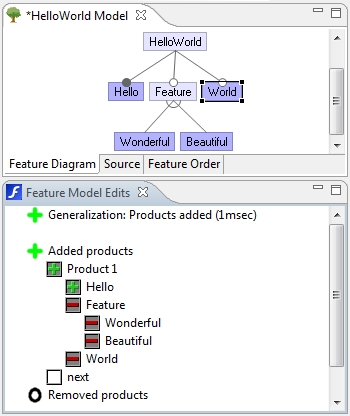 *HelloWorld Model
HelloWorld
Hello Feature World
Wonderful Beautiful
Feature Diagram Source Feature Order
Feature Model Edits
Generalization: Products added (1msec)
Added products
Product 1
Hello
Feature
Wonderful
Beautiful
World
next
Removed products